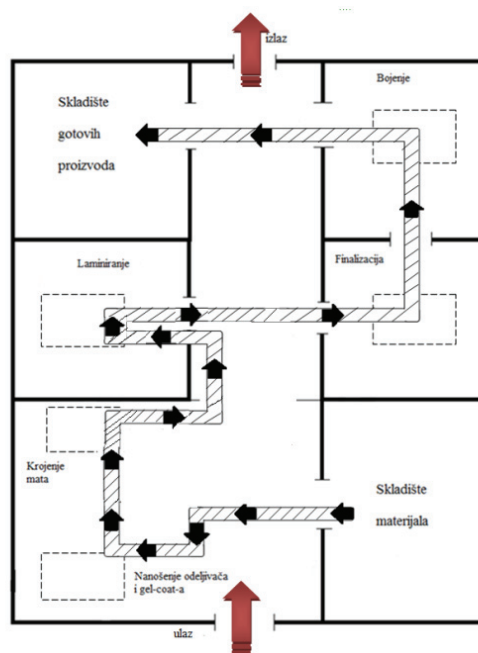 izlaz
Skladište
gotovih
proizvoda
Bojenje
Laminiranje
Finalizacija
Krojenje
mata
Skladište
materijala
Nanošenje odeljivača
i gel-coat-a
ulaz